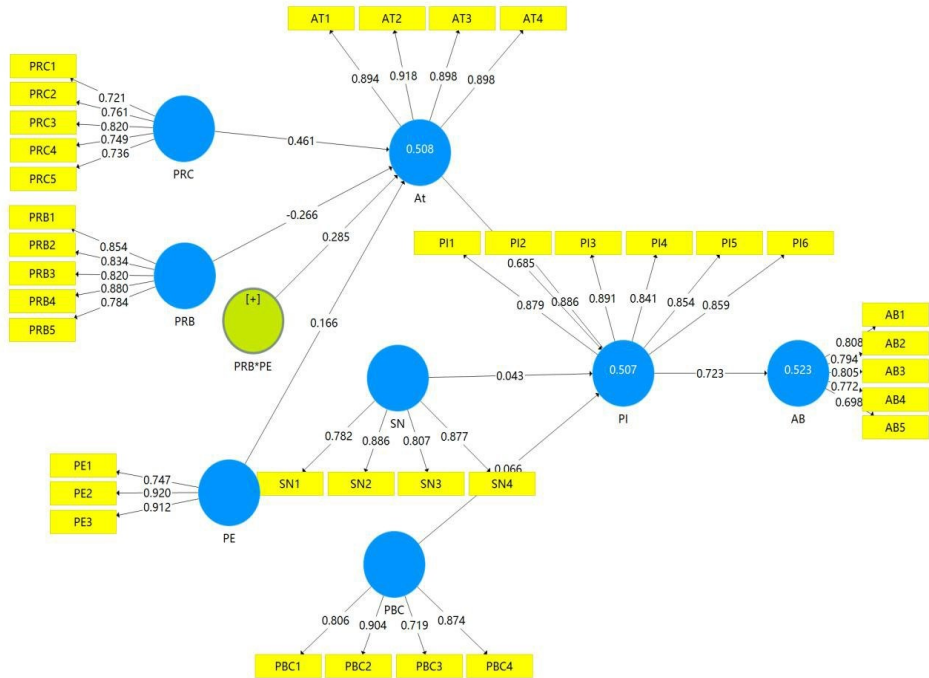 AT1 AT2 AT3 AT4
0.894 0.918 0.898 0.898
PRC1
PRC2
PRC3
PRC4
PRC5
0.721
0.761
0.820
0.749
0.736
PRC
0.461
0.508
At
PRB1
PRB2
PRB3
PRB4
PRB5
0.854
0.834
0.820
0.880
0.784
PRB
-0.266
0.285
[+]
PRB*PE
0.166
PI1 PI2 PI3 PI4 PI5 PI6
0.685
0.879 0.886 0.891 0.841 0.854 0.859
SN
0.043
0.507
PI
0.723
0.523
AB
0.808
0.794
0.805
0.772
0.698
AB1
AB2
AB3
AB4
AB5
0.782 0.886 0.807 0.877
SN1 SN2 SN3 SN4
0.066
PE1
PE2
PE3
0.747
0.920
0.912
PE
PBC
0.806 0.904 0.719 0.874
PBC1 PBC2 PBC3 PBC4